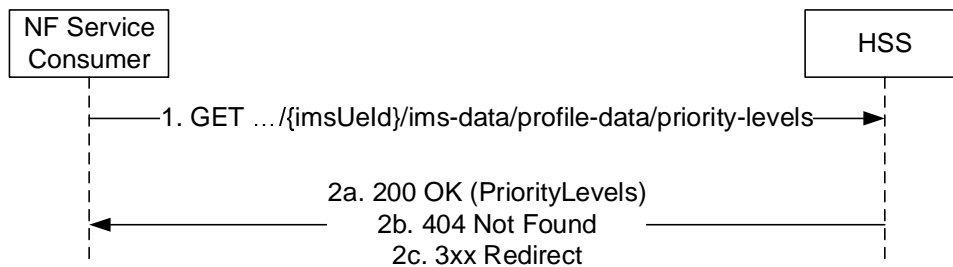 NF Service
Consumer
HSS
1. GET …/{imsUeId}/ims-data/profile-data/priority-levels
2a. 200 OK (PriorityLevels)
2b. 404 Not Found
2c. 3xx Redirect